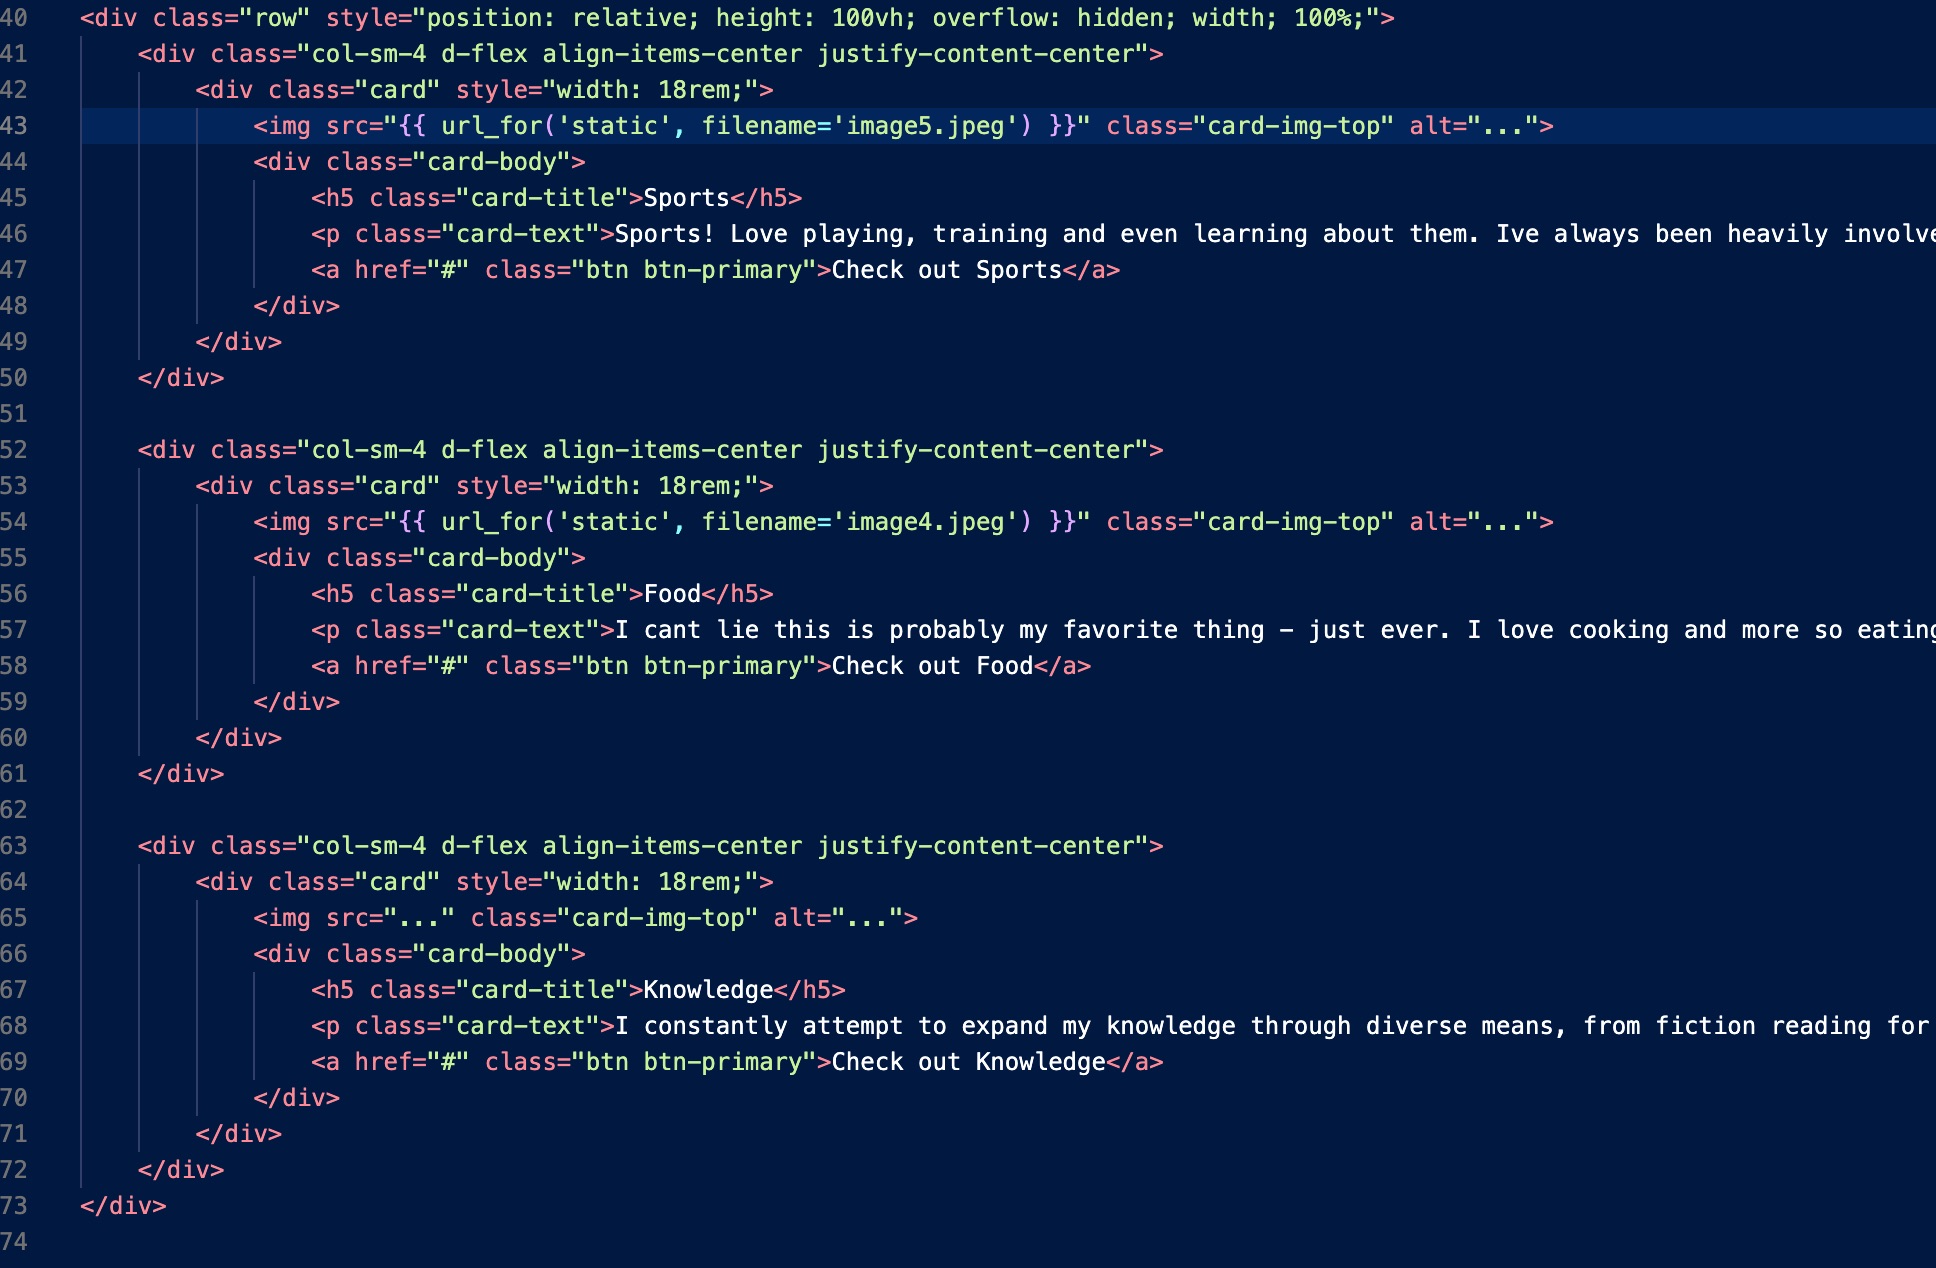 40 <div class="row" style="position: relative; height: 100vh; overflow: hidden; width; 100%;">
41 <div class="col-sm-4 d-flex align-items-center justify-content-center">
42 <div class="card" style="width: 18rem;">
43 <img src="{{ url_for('static', filename='image5.jpeg') }}" class="card-img-top" alt="...">
44 <div class="card-body">
45 <h5 class="card-title">Sports</h5>
46 <p class="card-text">Sports! Love playing, training and even learning about them. Ive always been heavily involve
47 <a href="#" class="btn btn-primary">Check out Sports</a>
48 </div>
49 </div>
50 </div>
51
52 <div class="col-sm-4 d-flex align-items-center justify-content-center">
53 <div class="card" style="width: 18rem;">
54 <img src="{{ url_for('static', filename='image4.jpeg') }}" class="card-img-top" alt="...">
55 <div class="card-body">
56 <h5 class="card-title">Food</h5>
57 <p class="card-text">I cant lie this is probably my favorite thing - just ever. I love cooking and more so eating
58 <a href="#" class="btn btn-primary">Check out Food</a>
59 </div>
60 </div>
61 </div>
62
63 <div class="col-sm-4 d-flex align-items-center justify-content-center">
64 <div class="card" style="width: 18rem;">
65 <img src="..." class="card-img-top" alt="...">
66 <div class="card-body">
67 <h5 class="card-title">Knowledge</h5>
68 <p class="card-text">I constantly attempt to expand my knowledge through diverse means, from fiction reading for
69 <a href="#" class="btn btn-primary">Check out Knowledge</a>
70 </div>
71 </div>
72 </div>
73 </div>
74